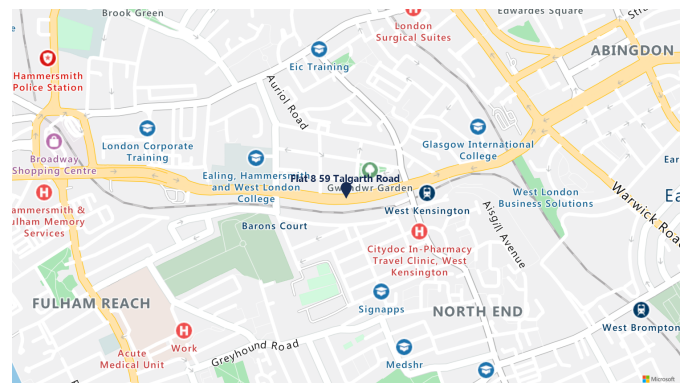 Brook Green
Edwardes Square
London
Surgical Suites
ABINGDON
Hammersmith
Police Station
Eic Training
Auriol Road
London Corporate
Training
Glasgow International
College
Broadway
Shopping Centre
Flat 8 59 Talgarth Road
Ealing, Hammersmith
and West London
College
Gwendwr Garden
West London
Business Solutions
Warwick Road
West Kensington
Aisgill Avenue
ammersmith &
ulham Memory
Services
Barons Court
Citydoc In-Pharmacy
Travel Clinic, West
Kensington
FULHAM REACH
Signapps
NORTH END
West Brompton
Acute
Medical Unit
Work
Greyhound Road
Medshr
Microsoft